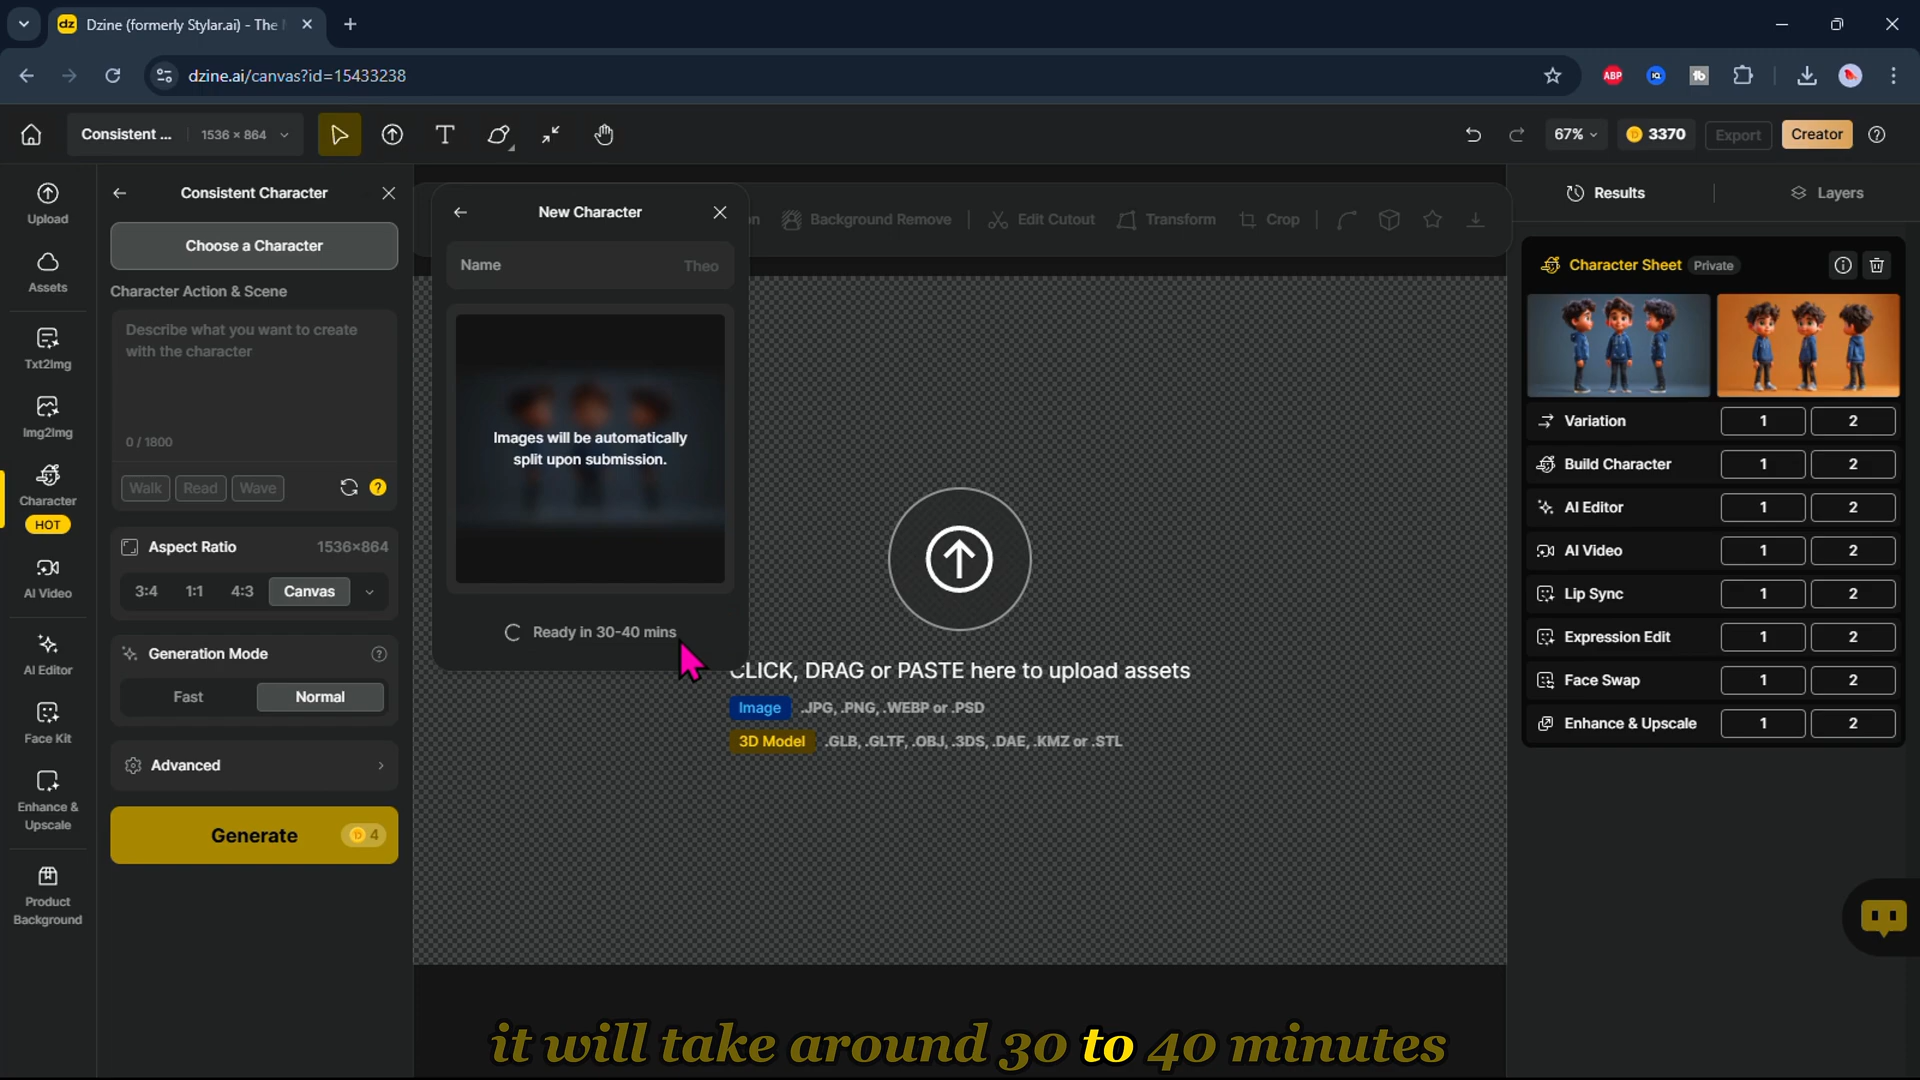 Dzine (formerly Stylar.ai) - The
dzine.ai/canvas?id=15433238
ABP
Consistent ... 1536 × 864
67% 3370 Export Creator
Upload
Assets
Txt2Img
Img2Img
Character
HOT
AI Video
AI Editor
Face Kit
Enhance &
Upscale
Product
Background
Consistent Character
Choose a Character
Character Action & Scene
Describe what you want to create
with the character
0 / 1800
Walk Read Wave
Aspect Ratio 1536×864
3:4 1:1 4:3 Canvas
Generation Mode
Fast Normal
Advanced
Generate 4
New Character
Name Theo
Images will be automatically
split upon submission.
Ready in 30-40 mins
Background Remove Edit Cutout Transform Crop
CLICK, DRAG or PASTE here to upload assets
Image .JPG, .PNG, .WEBP or .PSD
3D Model .GLB, .GLTF, .OBJ, .3DS, .DAE, .KMZ or .STL
Results Layers
Character Sheet Private
Variation 1 2
Build Character 1 2
AI Editor 1 2
AI Video 1 2
Lip Sync 1 2
Expression Edit 1 2
Face Swap 1 2
Enhance & Upscale 1 2
it will take around 30 to 40 minutes